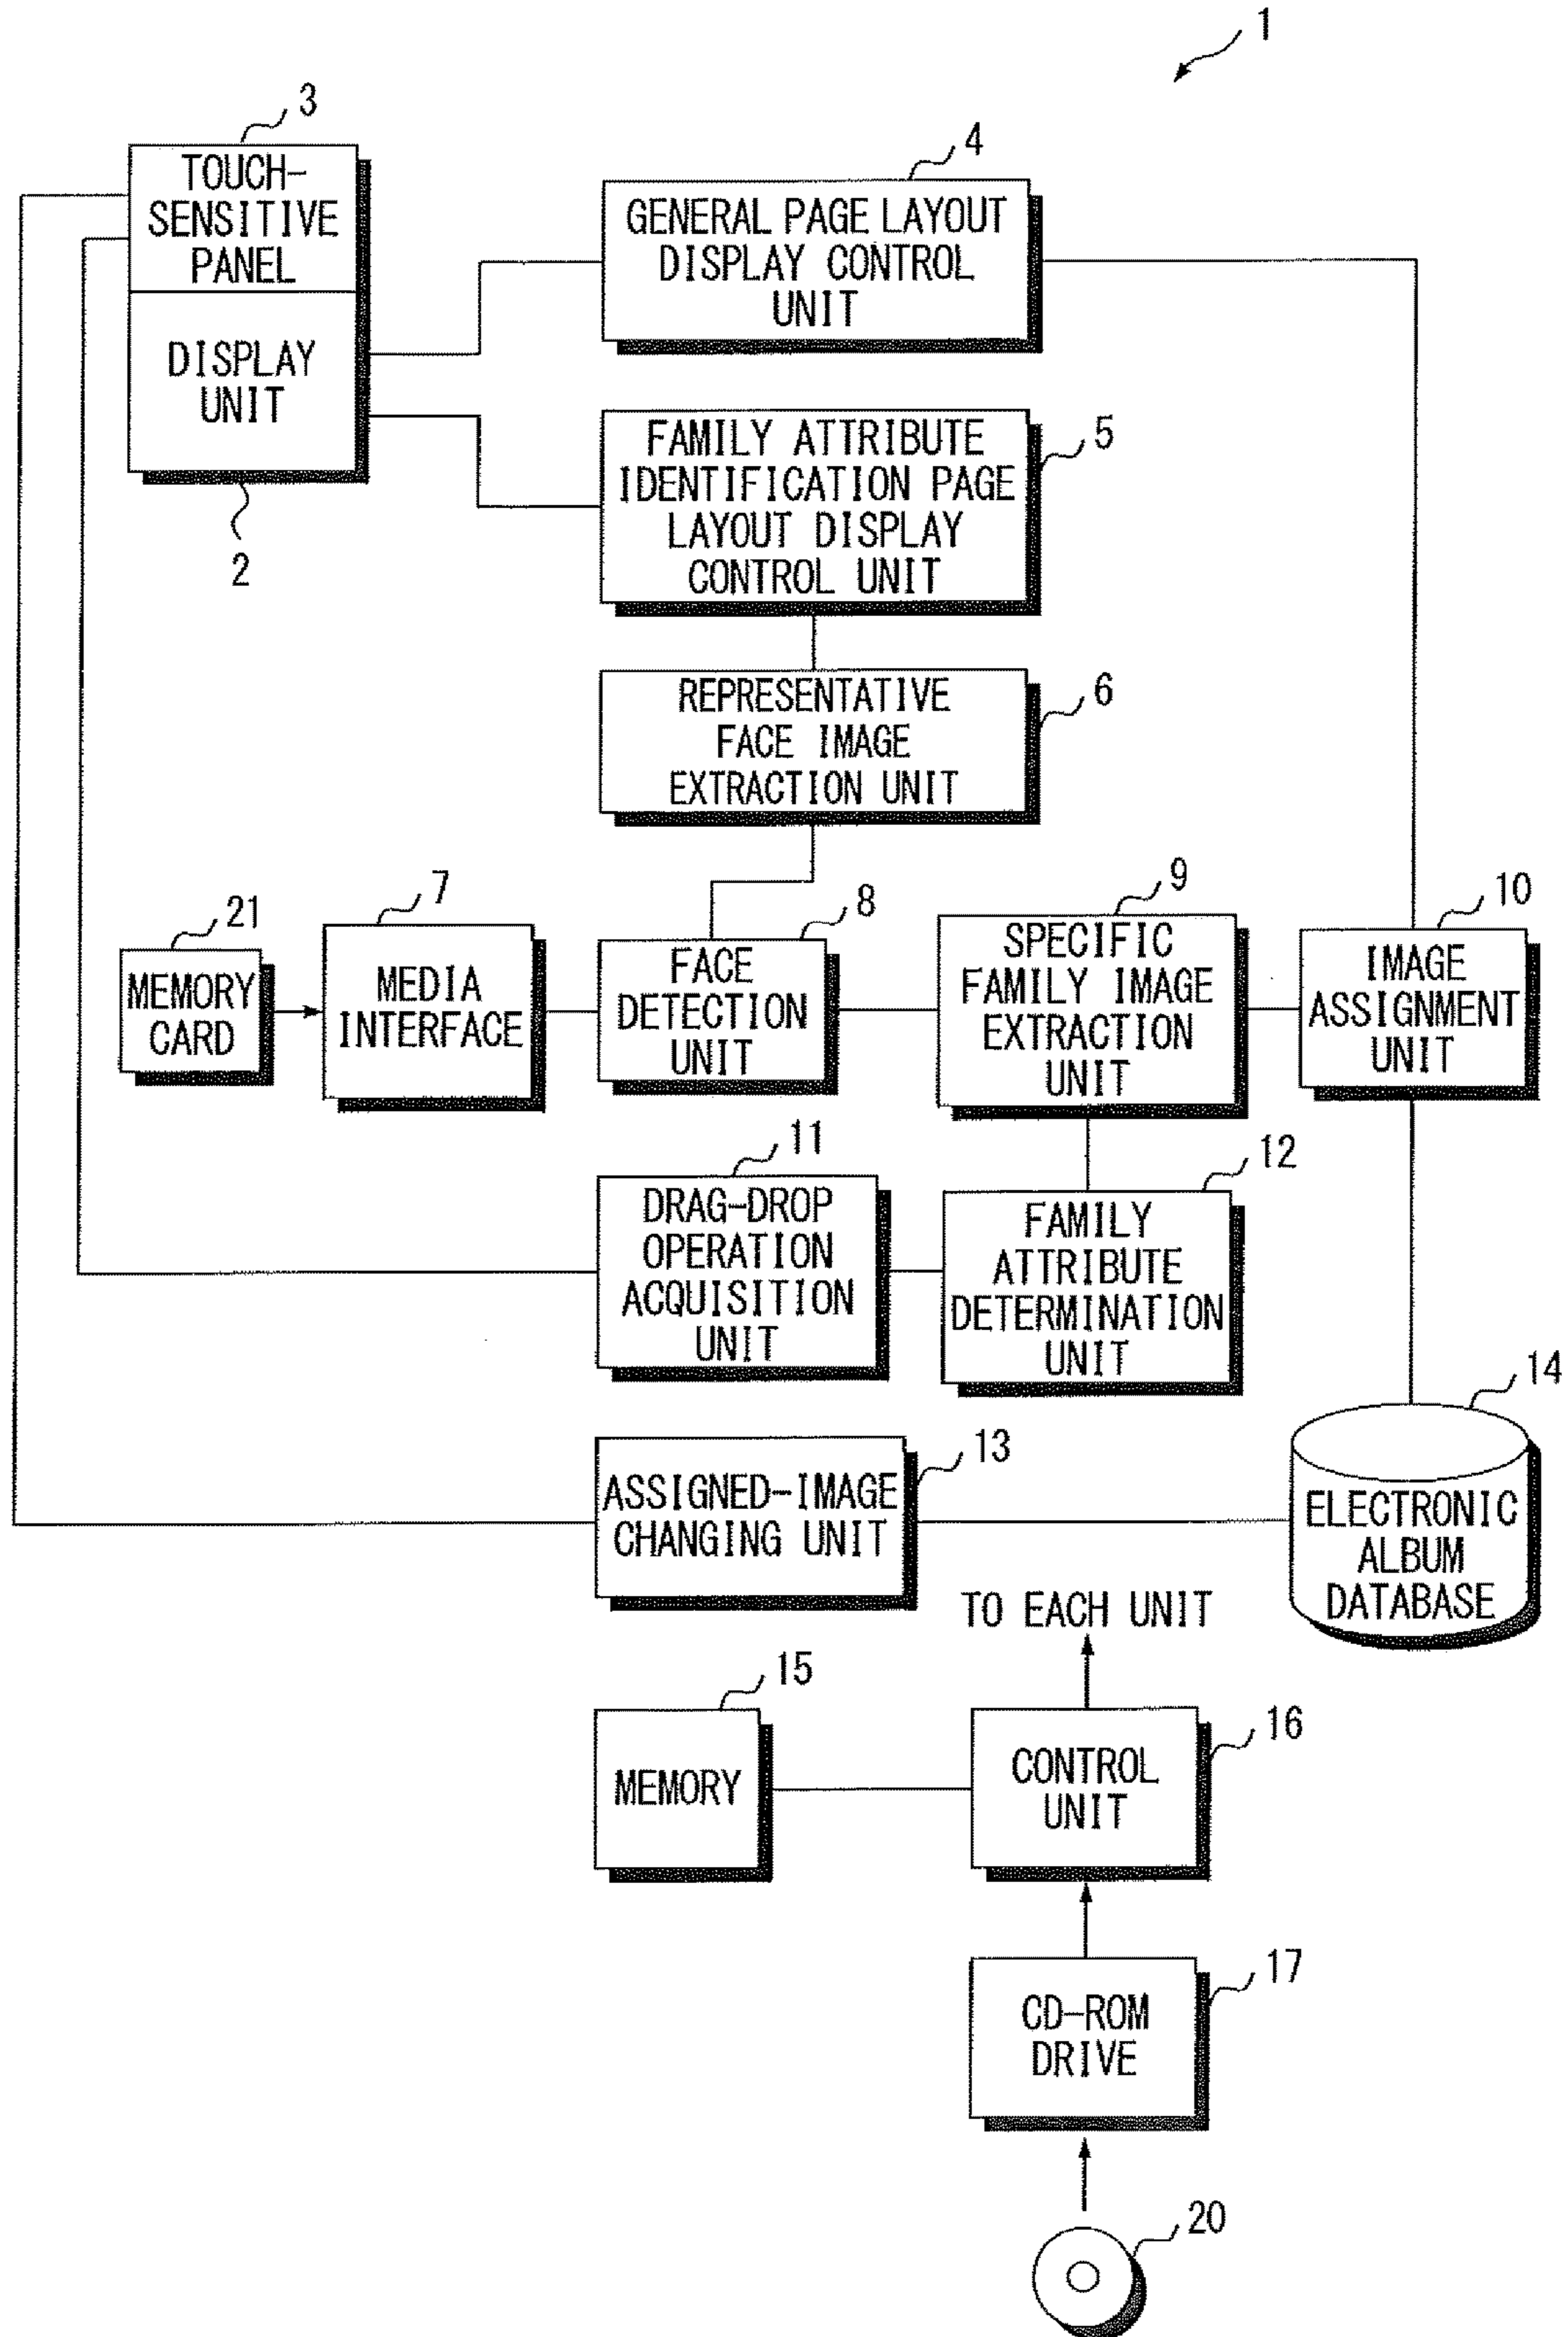 1
3
TOUCH-
SENSITIVE
PANEL
DISPLAY
UNIT
2
4
GENERAL PAGE LAYOUT
DISPLAY CONTROL
UNIT
5
FAMILY ATTRIBUTE
IDENTIFICATION PAGE
LAYOUT DISPLAY
CONTROL UNIT
6
REPRESENTATIVE
FACE IMAGE
EXTRACTION UNIT
21
MEMORY
CARD
7
MEDIA
INTERFACE
8
FACE
DETECTION
UNIT
9
SPECIFIC
FAMILY IMAGE
EXTRACTION
UNIT
10
IMAGE
ASSIGNMENT
UNIT
11
DRAG-DROP
OPERATION
ACQUISITION
UNIT
12
FAMILY
ATTRIBUTE
DETERMINATION
UNIT
13
ASSIGNED-IMAGE
CHANGING UNIT
14
ELECTRONIC
ALBUM
DATABASE
TO EACH UNIT
15
MEMORY
16
CONTROL
UNIT
17
CD-ROM
DRIVE
20